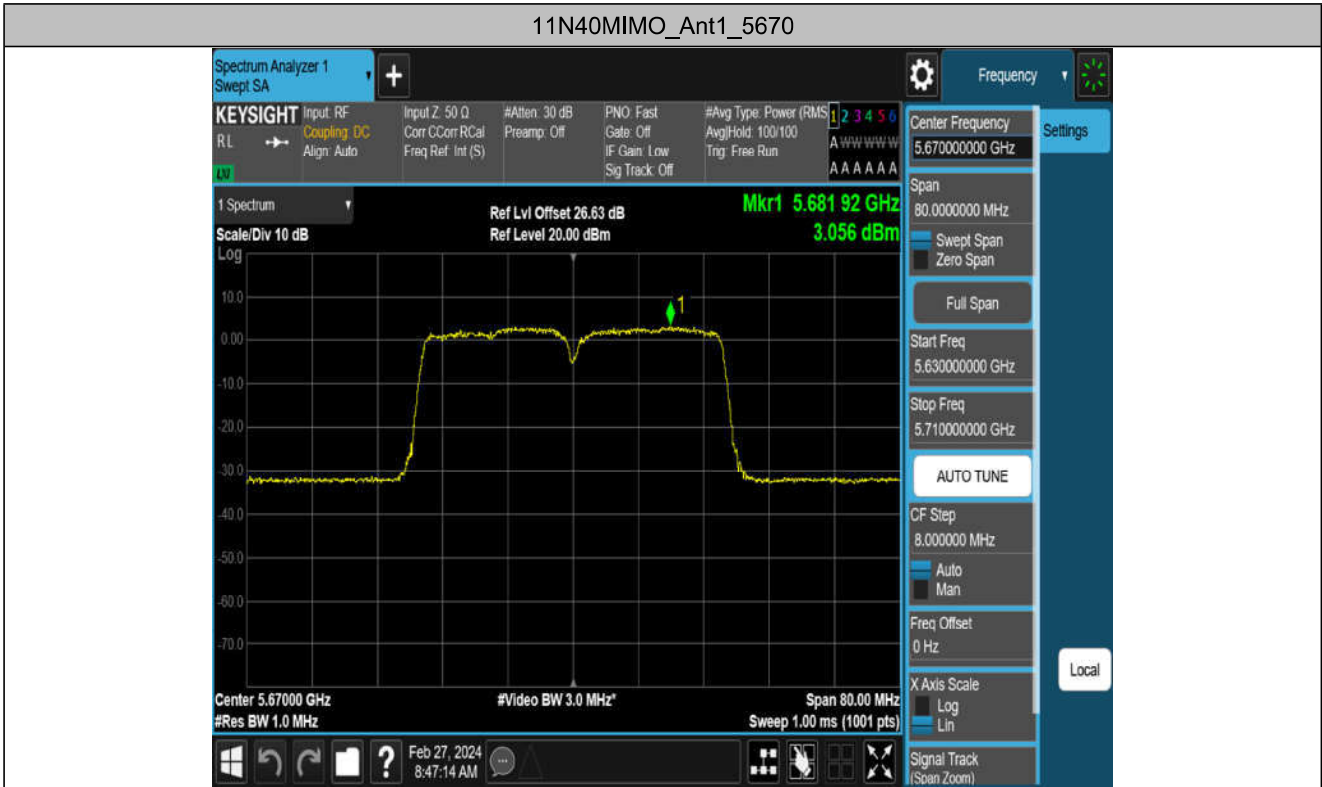 11N40MIMO_Ant1_5670
Spectrum Analyzer 1
Swept SA
+
Frequency
KEYSIGHT
RL
LXI
Input: RF
Coupling: DC
Align: Auto
Input Z: 50 Ω
Corr CCorr RCal
Freq Ref: Int (S)
#Atten: 30 dB
Preamp: Off
PNO: Fast
Gate: Off
IF Gain: Low
Sig Track: Off
#Avg Type: Power (RMS
Avg|Hold: 100/100
Trig: Free Run
1 2 3 4 5 6
A W W W W W
A A A A A A
1 Spectrum
Scale/Div 10 dB
Log
Ref Lvl Offset 26.63 dB
Ref Level 20.00 dBm
Mkr1 5.681 92 GHz
3.056 dBm
1
10.0
0.00
-10.0
-20.0
-30.0
-40.0
-50.0
-60.0
-70.0
Center 5.67000 GHz
#Res BW 1.0 MHz
#Video BW 3.0 MHz*
Span 80.00 MHz
Sweep 1.00 ms (1001 pts)
Center Frequency
5.670000000 GHz
Settings
Span
80.0000000 MHz
Swept Span
Zero Span
Full Span
Start Freq
5.630000000 GHz
Stop Freq
5.710000000 GHz
AUTO TUNE
CF Step
8.000000 MHz
Auto
Man
Freq Offset
0 Hz
X Axis Scale
Log
Lin
Local
Signal Track
(Span Zoom)
?
Feb 27, 2024
8:47:14 AM